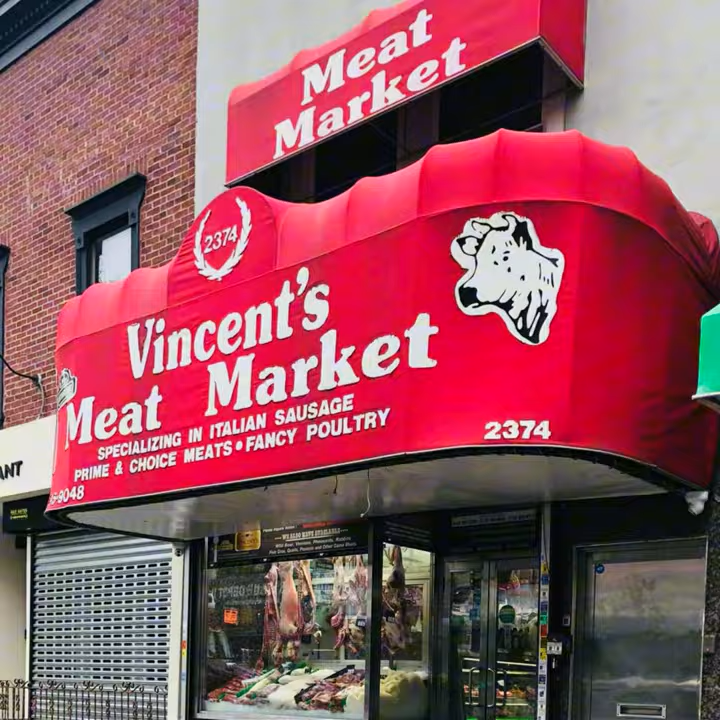 Meat
Market
2374
Vincent's
Meat Market
SPECIALIZING IN ITALIAN SAUSAGE
PRIME & CHOICE MEATS • FANCY POULTRY
-9048
2374
ANT
WE ALSO HAVE AVAILABLE